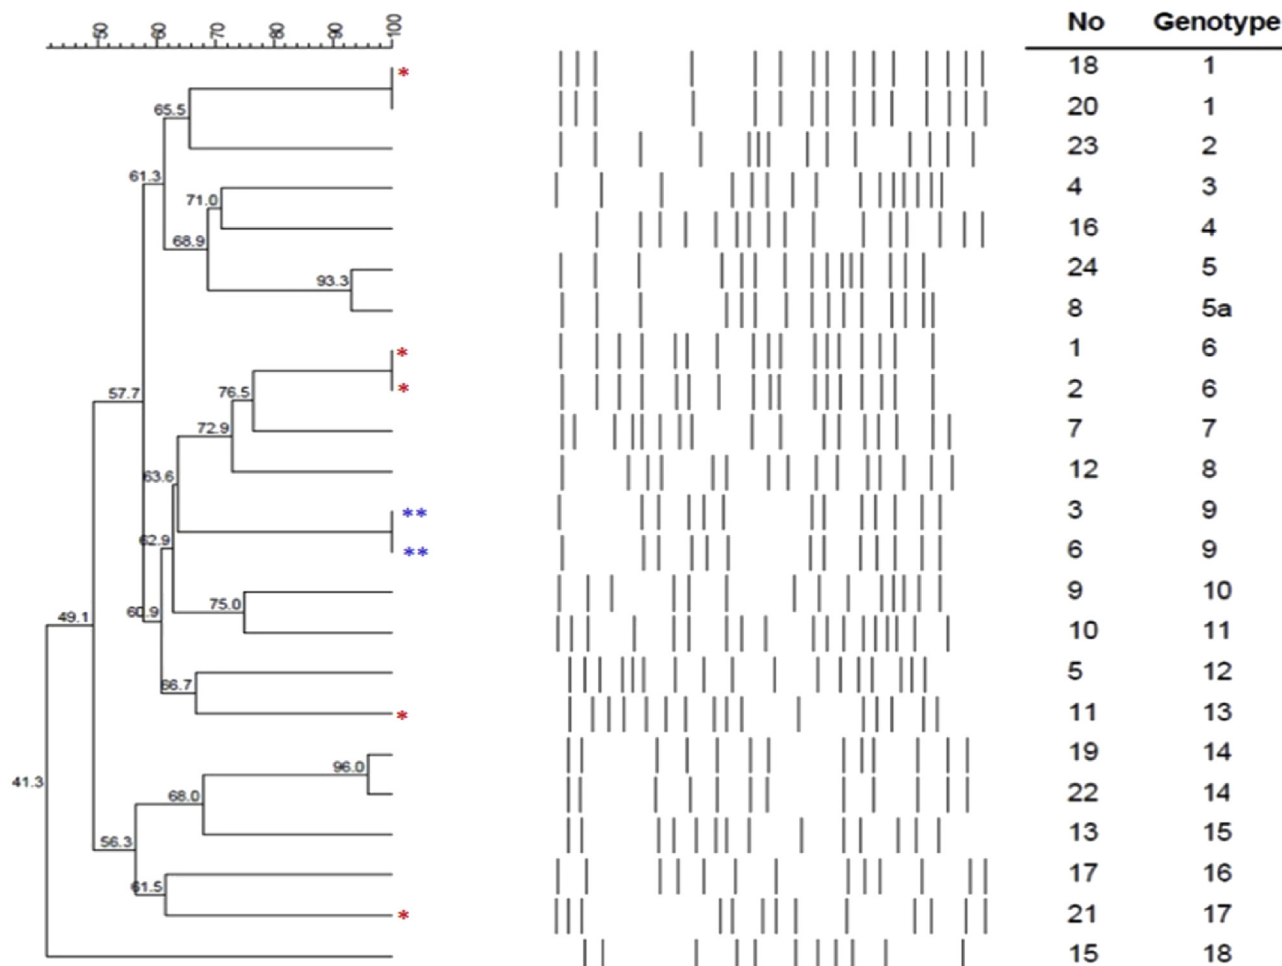 50 60 70 80 90 100 No Genotype
* 18 1
65.5 20 1
23 2
61.3 71.0 4 3
68.9 16 4
93.3 24 5
8 5a
57.7 76.5 * 1 6
* 2 6
72.9 7 7
63.6 12 8
** 3 9
62.9 ** 6 9
60.9 75.0 9 10
49.1 10 11
66.7 5 12
* 11 13
41.3 96.0 19 14
68.0 22 14
56.3 13 15
61.5 17 16
* 21 17
15 18